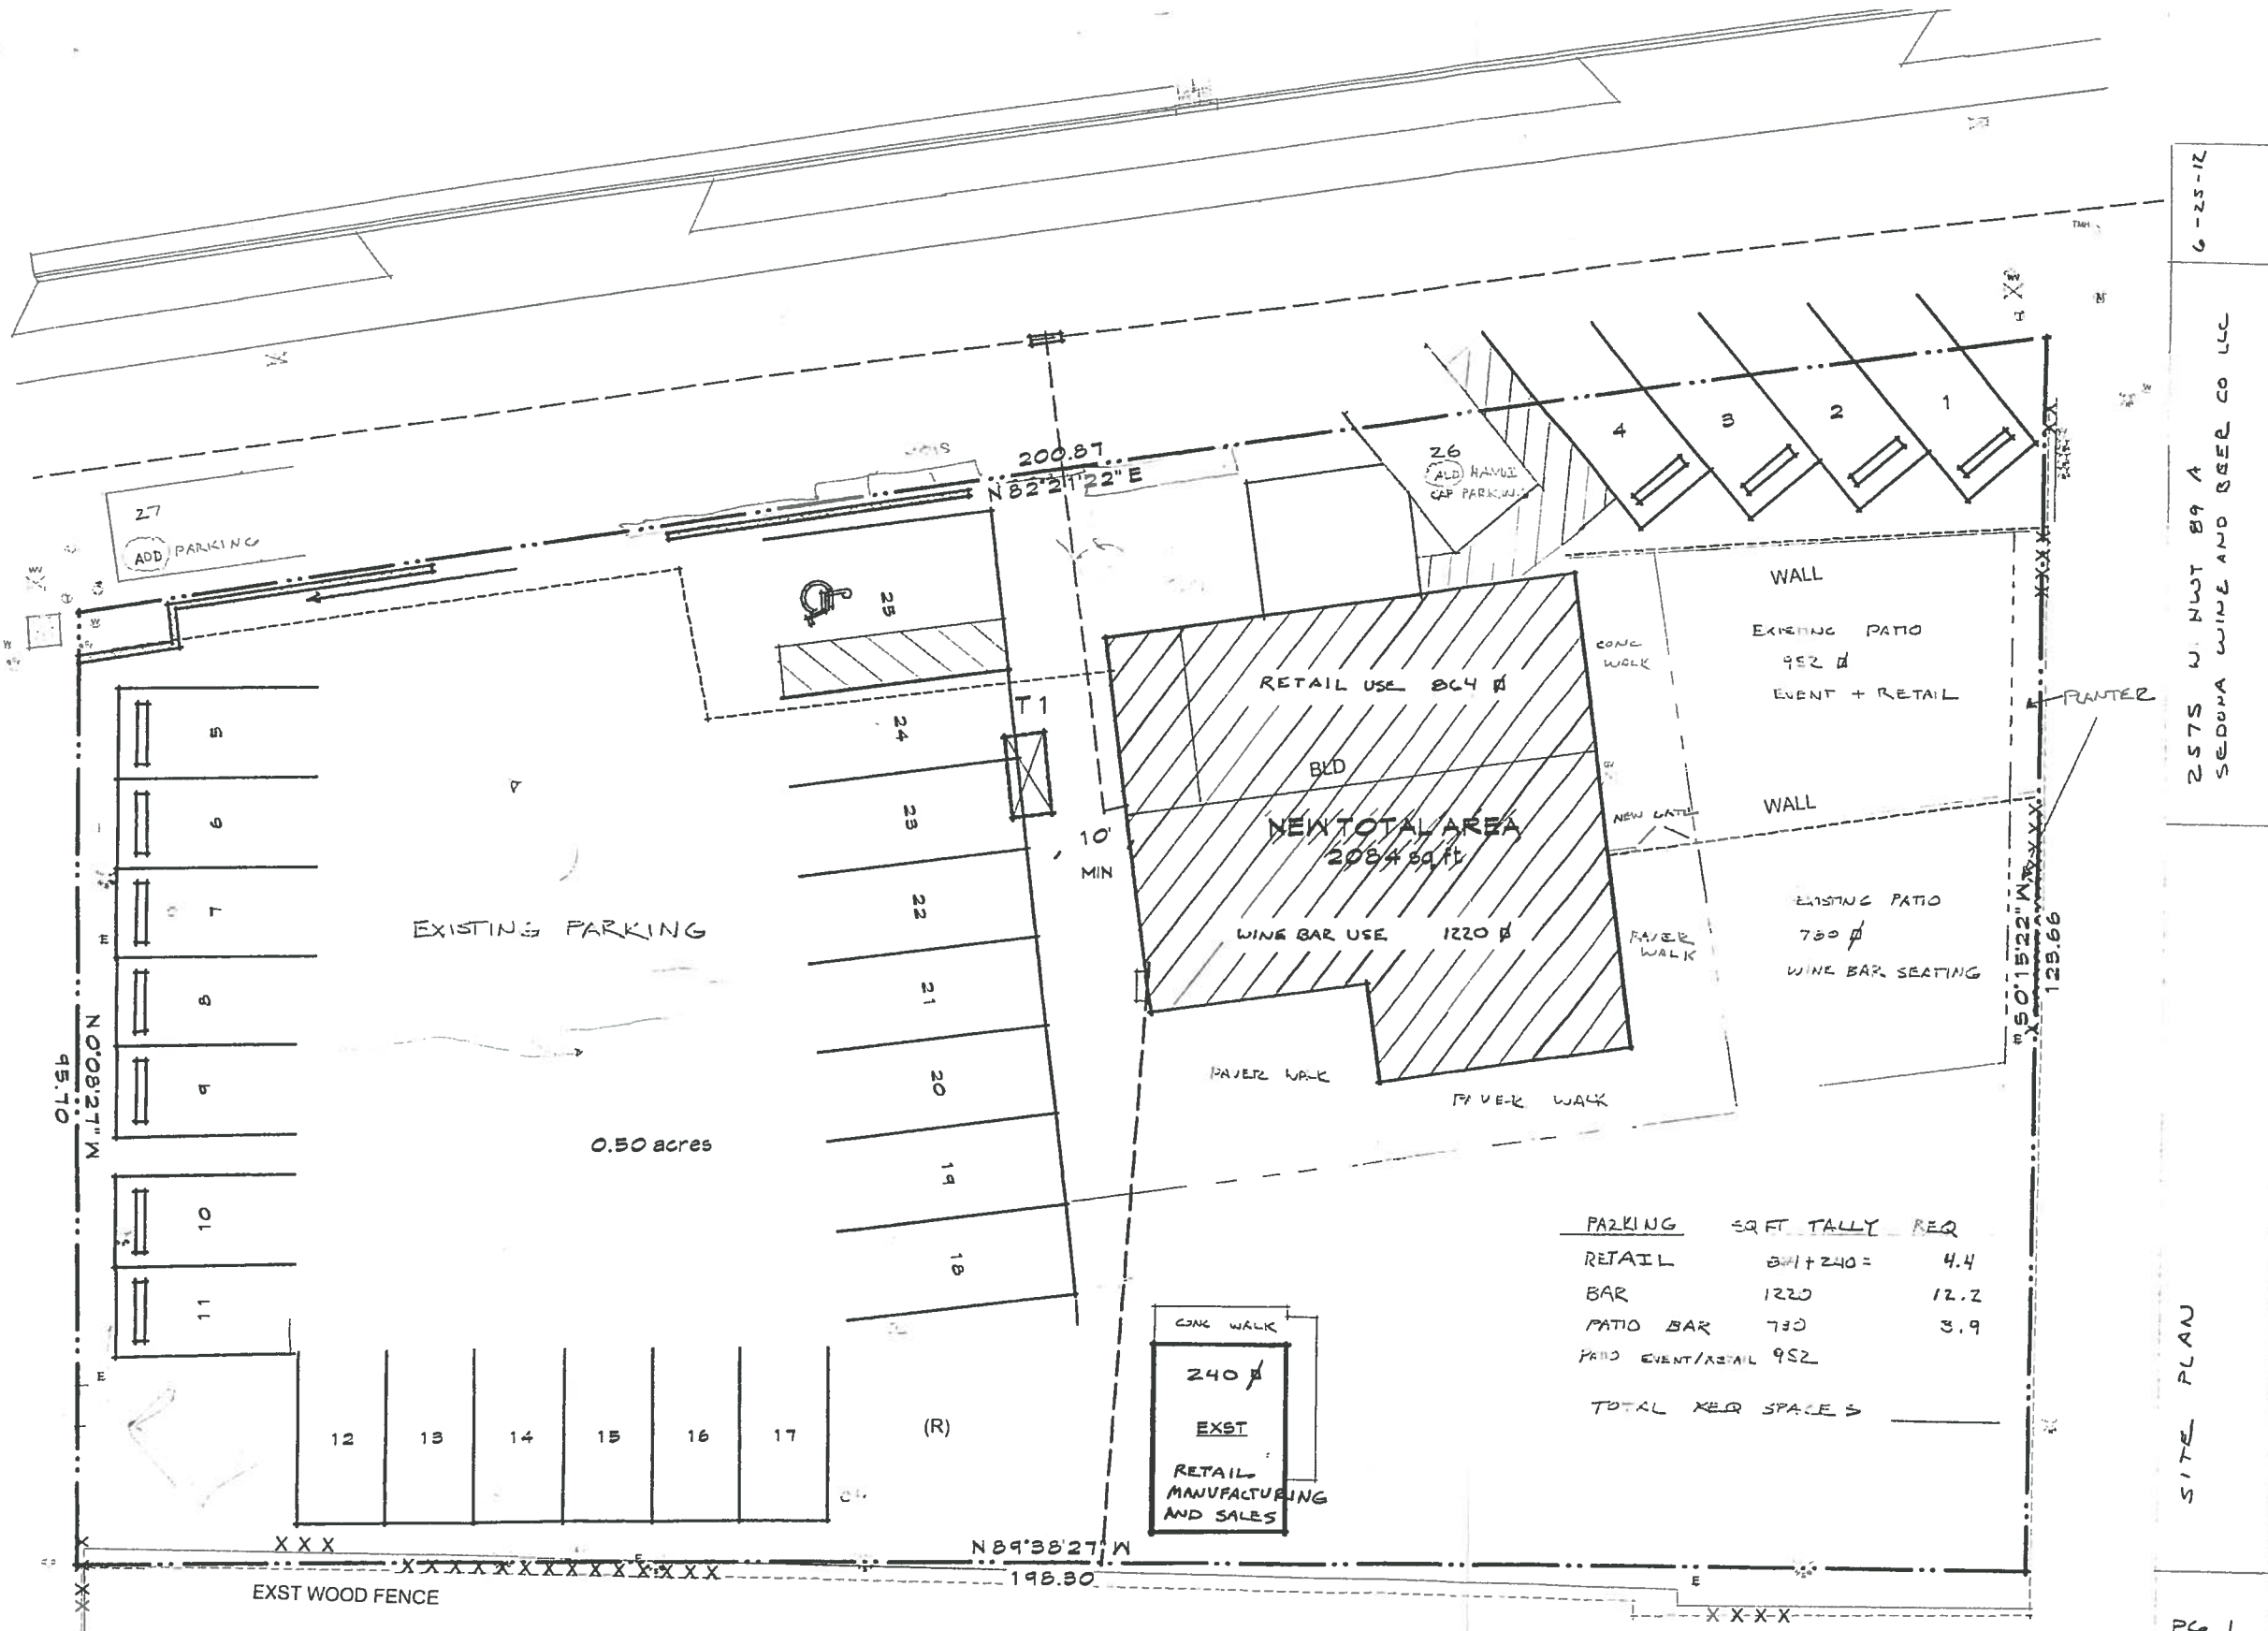 6-25-12
2575 W. HWY 89 A
SEDONA WINE AND BEER CO LLC
SITE PLAN
PG 1
TMH
200.87
N 82°21'22" E
27
ADD PARKING
26
HANDI
CAP PARKING
4
3
2
1
25
24
23
22
21
20
19
18
T1
10'
MIN
RETAIL USE 864 ⌀
BLD
NEW TOTAL AREA
2084 sq ft
WINE BAR USE 1220 ⌀
CONC
WALK
WALL
EXISTING PATIO
952 ⌀
EVENT + RETAIL
PLANTER
WALL
NEW GATE
EXISTING PATIO
730 ⌀
WINE BAR SEATING
PAVER
WALK
S 0°15'22" W
123.66
5
6
7
8
9
10
11
EXISTING PARKING
0.50 acres
N 0°08'27" W
95.70
PAVER WALK
PAVER WALK
PARKING SQ FT TALLY REQ
RETAIL +240= 4.4
BAR 1220 12.2
PATIO BAR 730 3.9
PATIO EVENT/RETAIL 952
TOTAL REQ SPACES
CONC WALK
240 ⌀
EXST
RETAIL
MANUFACTURING
AND SALES
12
13
14
15
16
17
(R)
E
N 89°38'27" W
198.30
E
XXX
EXST WOOD FENCE
X X-X-X